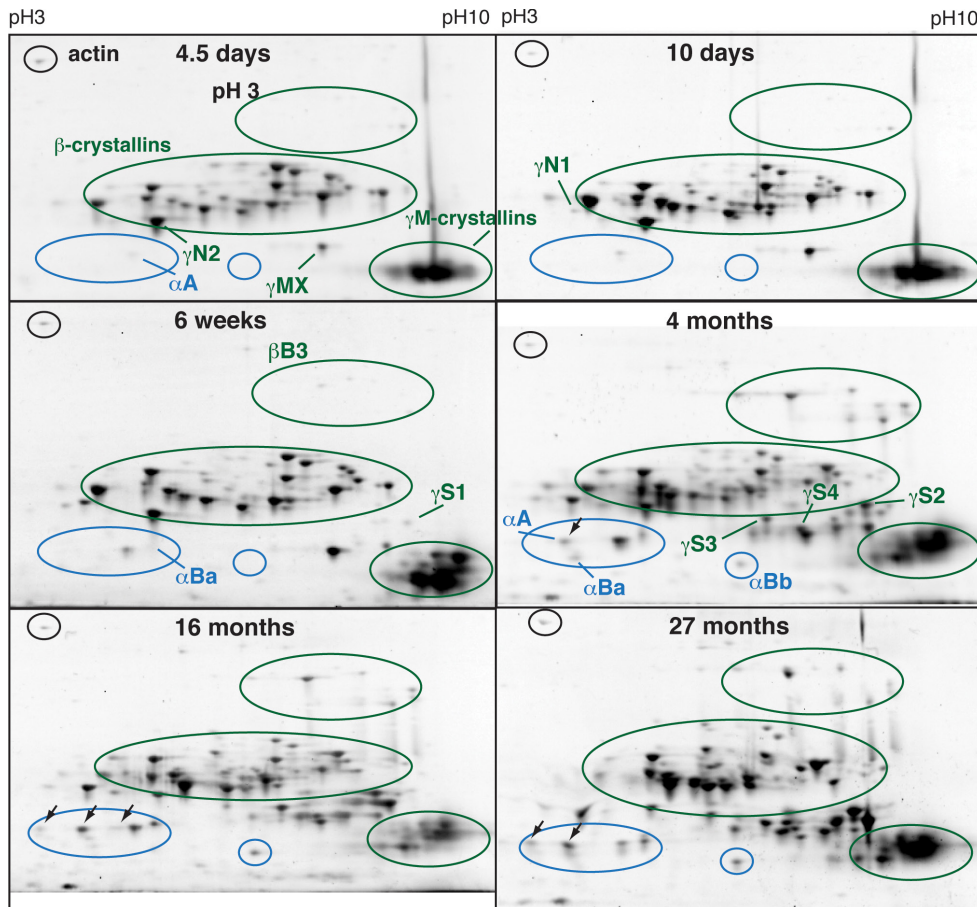 pH3
pH10
pH3
pH10
actin
4.5 days
pH 3
β-crystallins
γM-crystallins
γN2
αA
γMX
10 days
γN1
6 weeks
βB3
γS1
αBa
4 months
γS4
γS2
αA
γS3
αBa
αBb
16 months
27 months